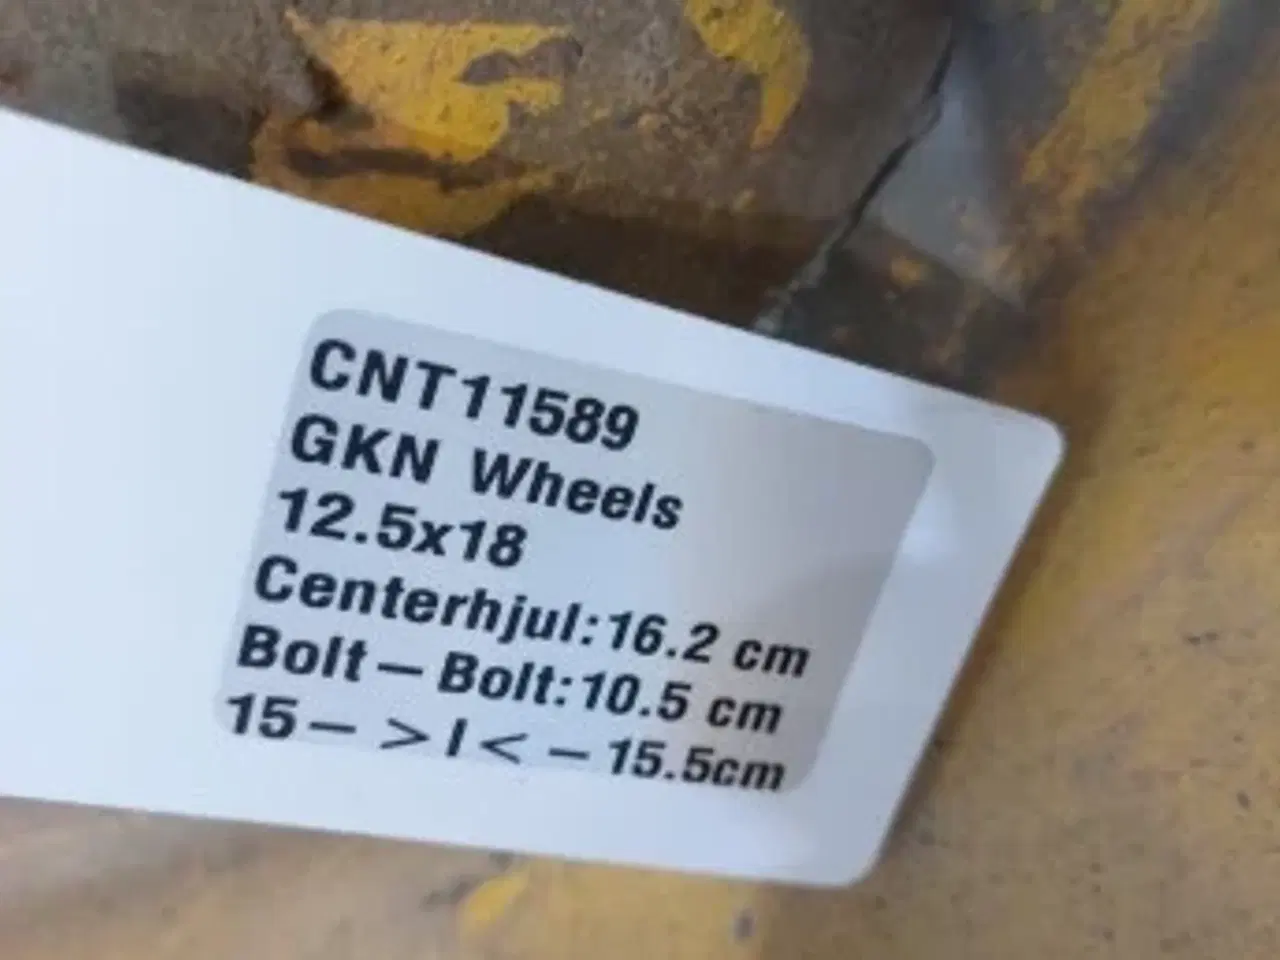 CNT11589
GKN Wheels
12.5x18
Centerhjul:16.2 cm
Bolt—Bolt:10.5 cm
15— >I< —15.5cm